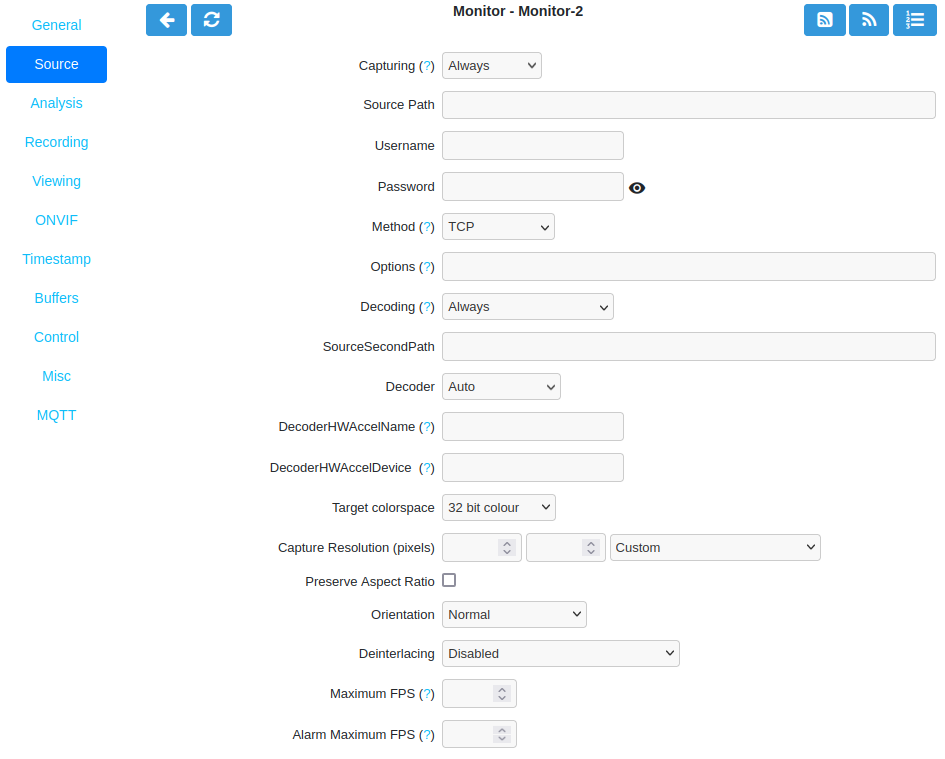 Monitor - Monitor-2
General
Source
Analysis
Recording
Viewing
ONVIF
Timestamp
Buffers
Control
Misc
MQTT
Capturing (?) Always
Source Path
Username
Password
Method (?) TCP
Options (?)
Decoding (?) Always
SourceSecondPath
Decoder Auto
DecoderHWAccelName (?)
DecoderHWAccelDevice (?)
Target colorspace 32 bit colour
Capture Resolution (pixels) Custom
Preserve Aspect Ratio
Orientation Normal
Deinterlacing Disabled
Maximum FPS (?)
Alarm Maximum FPS (?)